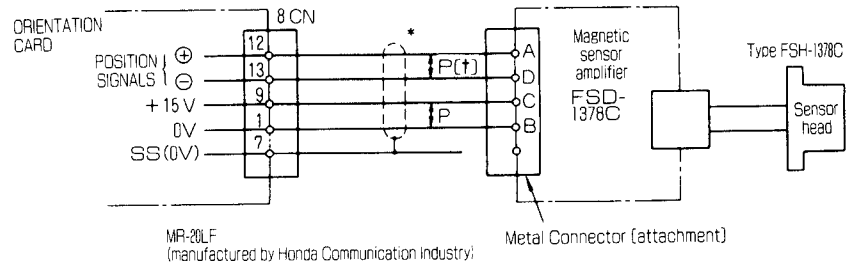 ORIENTATION
CARD
8 CN
*
POSITION
SIGNALS
⊕
⊖
+15V
0V
SS(0V)
12
13
9
1
7
P(†)
P
A
D
C
B
Magnetic
sensor
amplifier
FSD-
1378C
Type FSH-1378C
Sensor
head
MR-20LF
(manufactured by Honda Communication Industry)
Metal Connector (attachment)